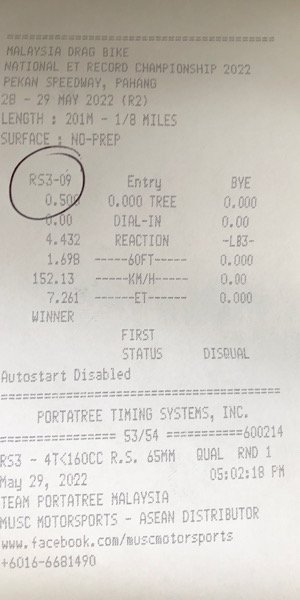 MALAYSIA DRAG BIKE
NATIONAL ET RECORD CHAMPIONSHIP 2022
PEKAN SPEEDWAY, PAHANG
28 - 29 MAY 2022 (R2)
LENGTH : 201M - 1/8 MILES
SURFACE : NO-PREP
RS3-09 Entry BYE
0.500 0.000 TREE 0.000
0.00 DIAL-IN 0.00
4.432 REACTION -LB3-
1.698 -----60FT----- 0.000
152.13 -----KM/H----- 0.00
7.261 ------ET------ 0.000
WINNER
FIRST
STATUS DISQUAL
Autostart Disabled
PORTATREE TIMING SYSTEMS, INC.
=============== 53/54 ===========600214
RS3 - 4T<160CC R.S. 65MM QUAL RND 1
May 29, 2022 05:02:18 PM
TEAM PORTATREE MALAYSIA
MUSC MOTORSPORTS - ASEAN DISTRIBUTOR
www.facebook.com/muscmotorsports
+6016-6681490